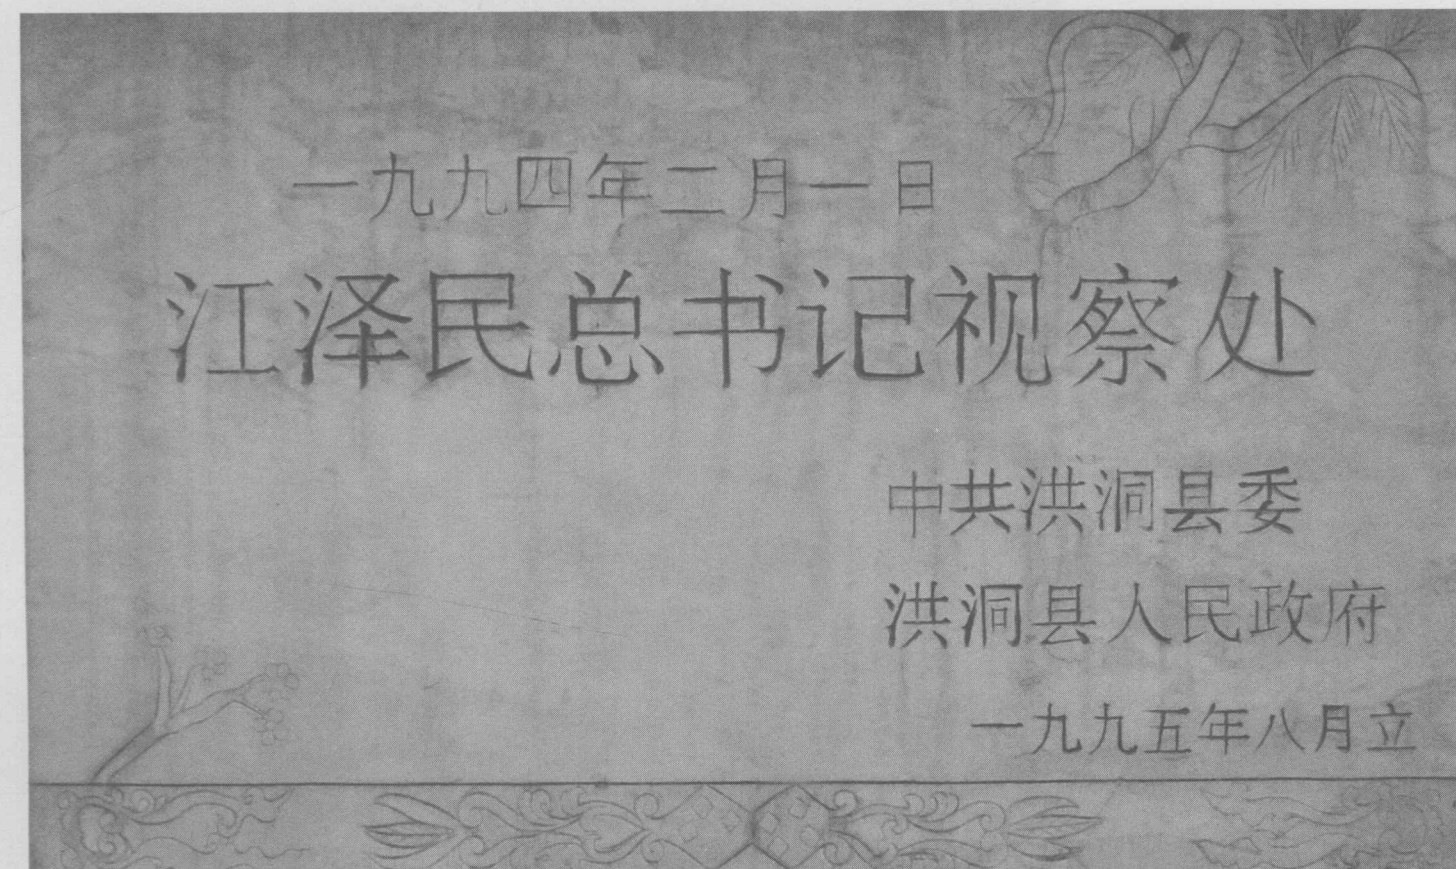 一九九四年二月一日
江泽民总书记视察处
中共洪洞县委
洪洞县人民政府
一九九五年八月立